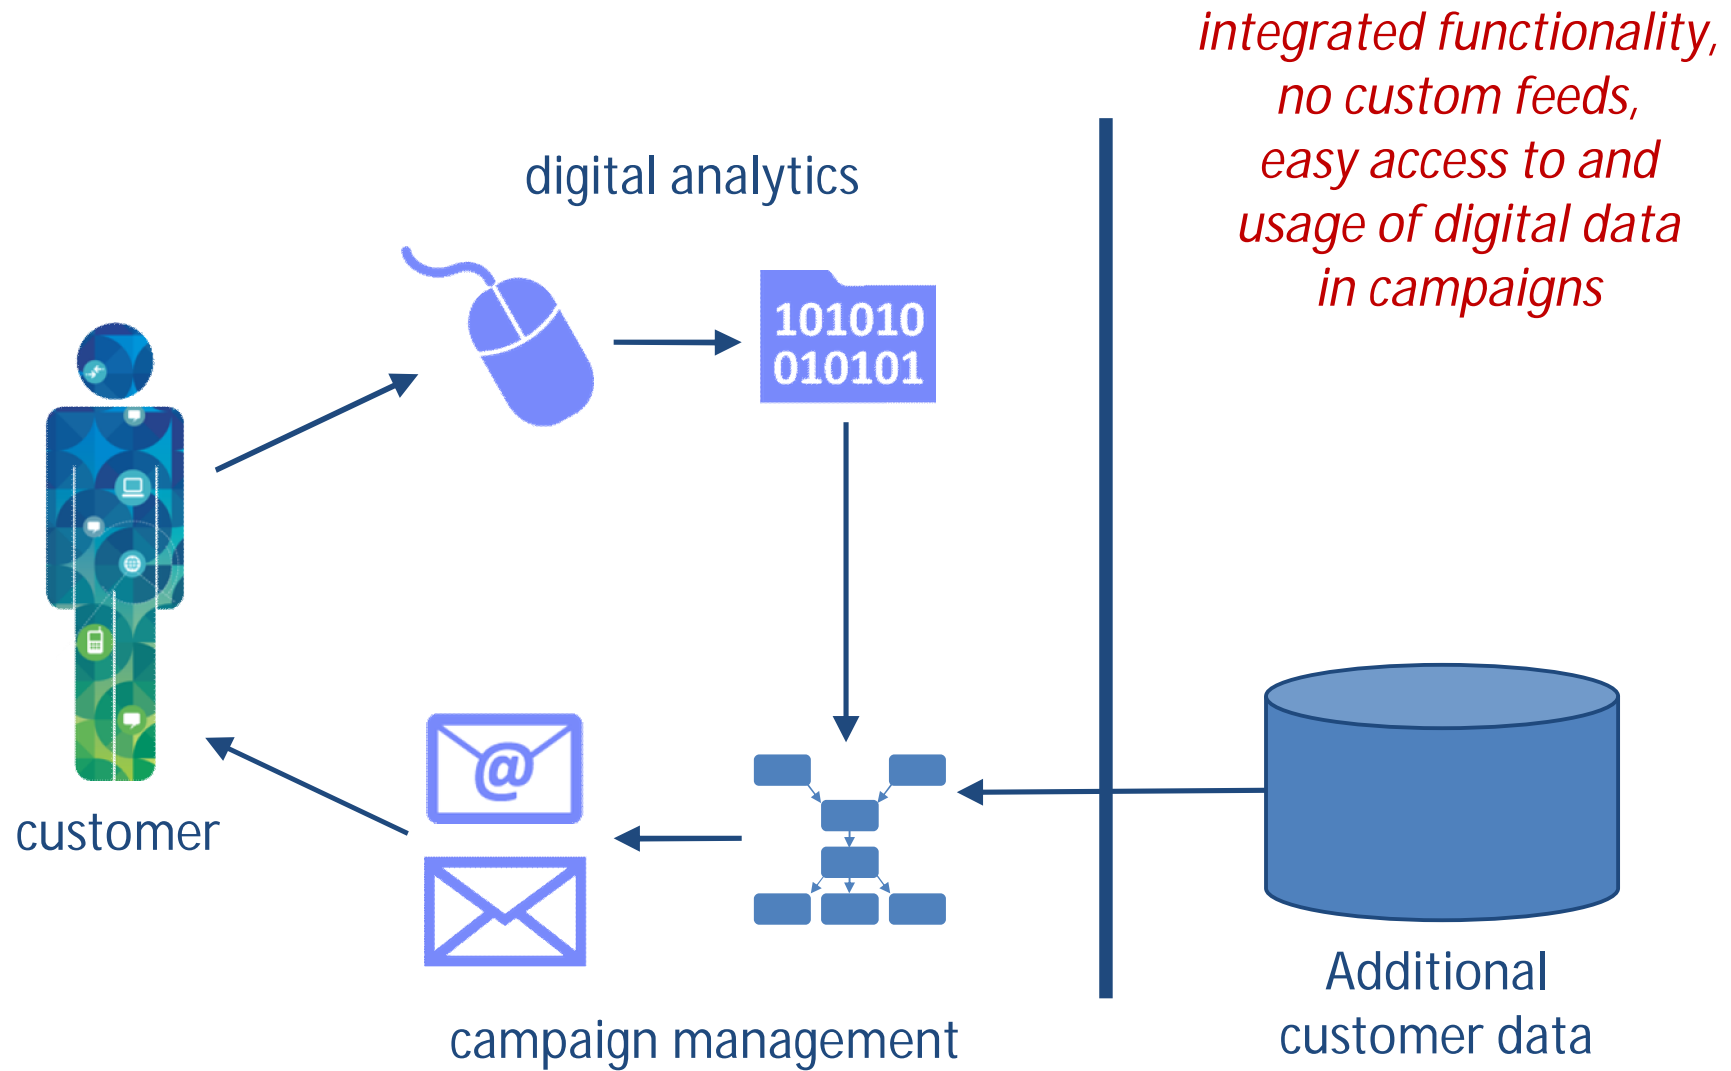 integrated functionality,
no custom feeds,
easy access to and
usage of digital data
in campaigns
digital analytics
101010
010101
customer
@
campaign management
Additional
customer data